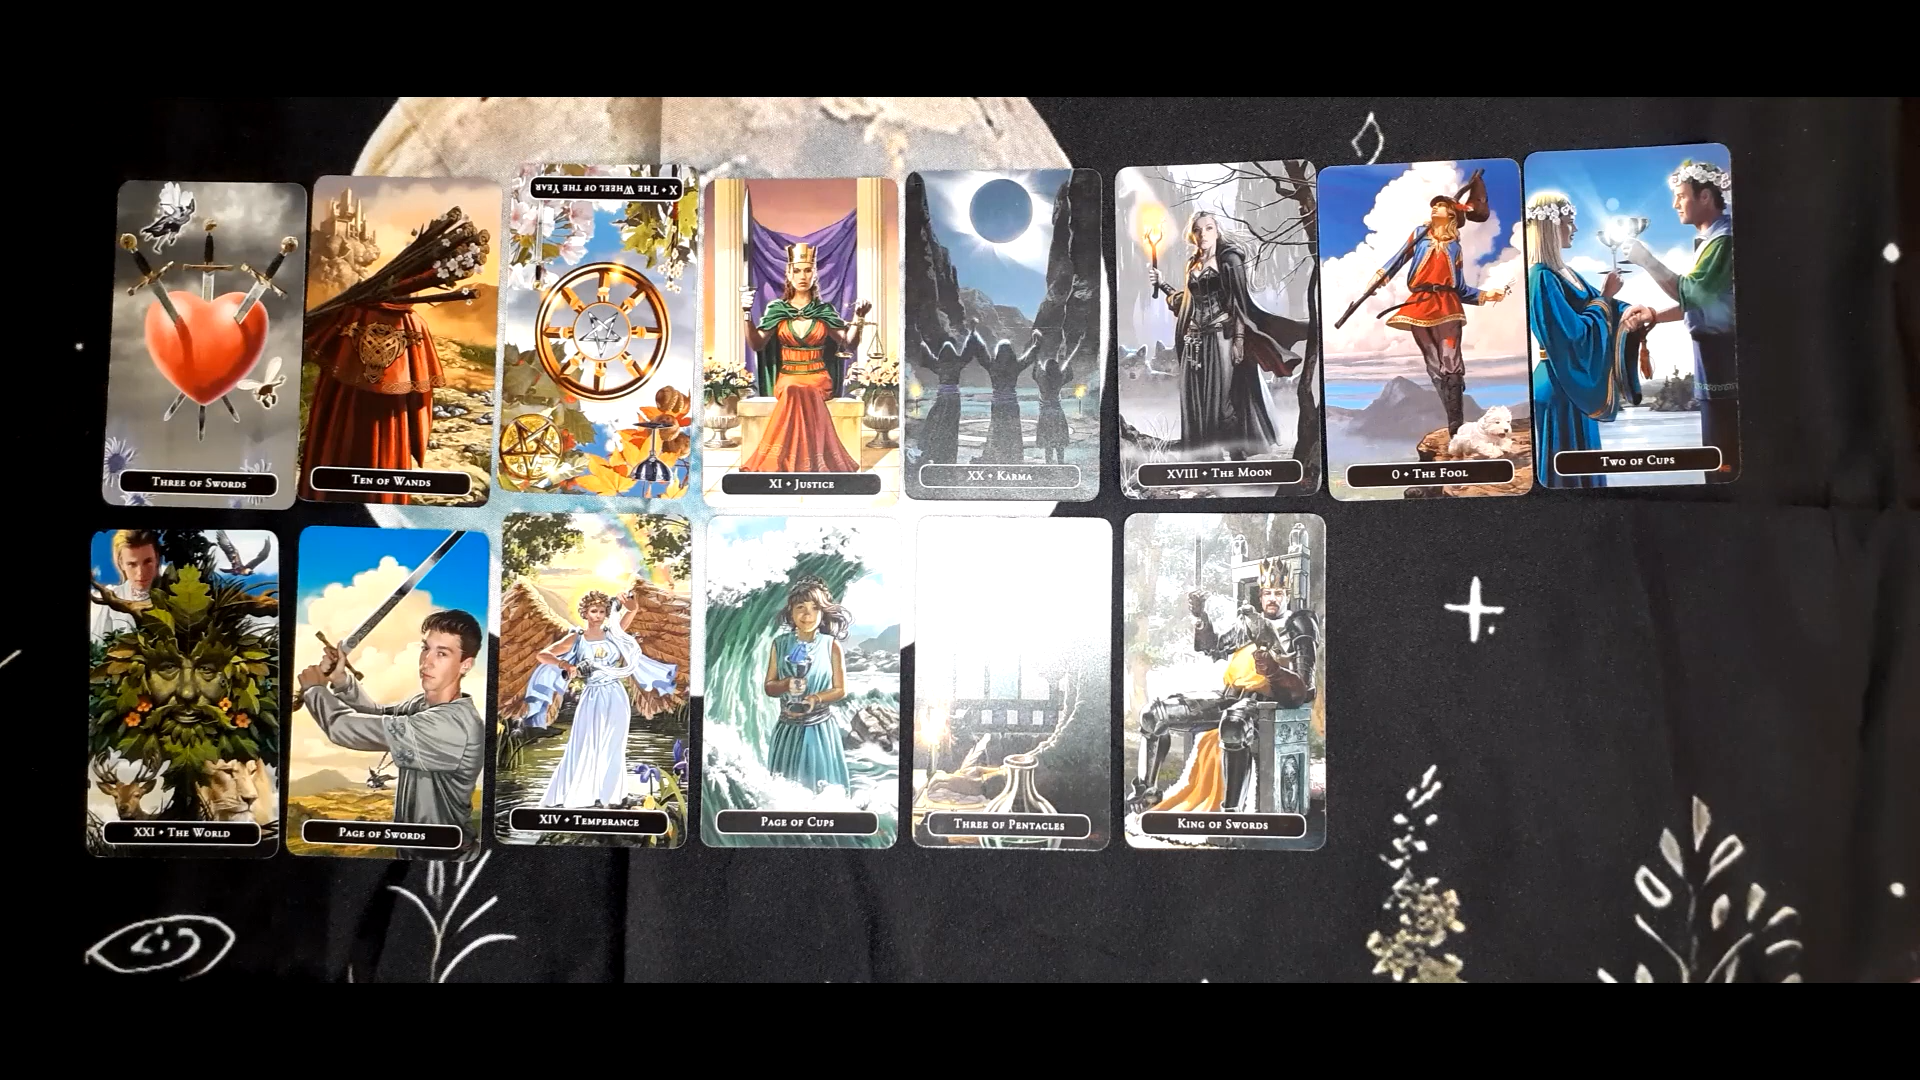 Three of Swords
Ten of Wands
X • The Wheel of the Year
XI • Justice
XX • Karma
XVIII • The Moon
0 • The Fool
Two of Cups
XXI • The World
Page of Swords
XIV • Temperance
Page of Cups
Three of Pentacles
King of Swords